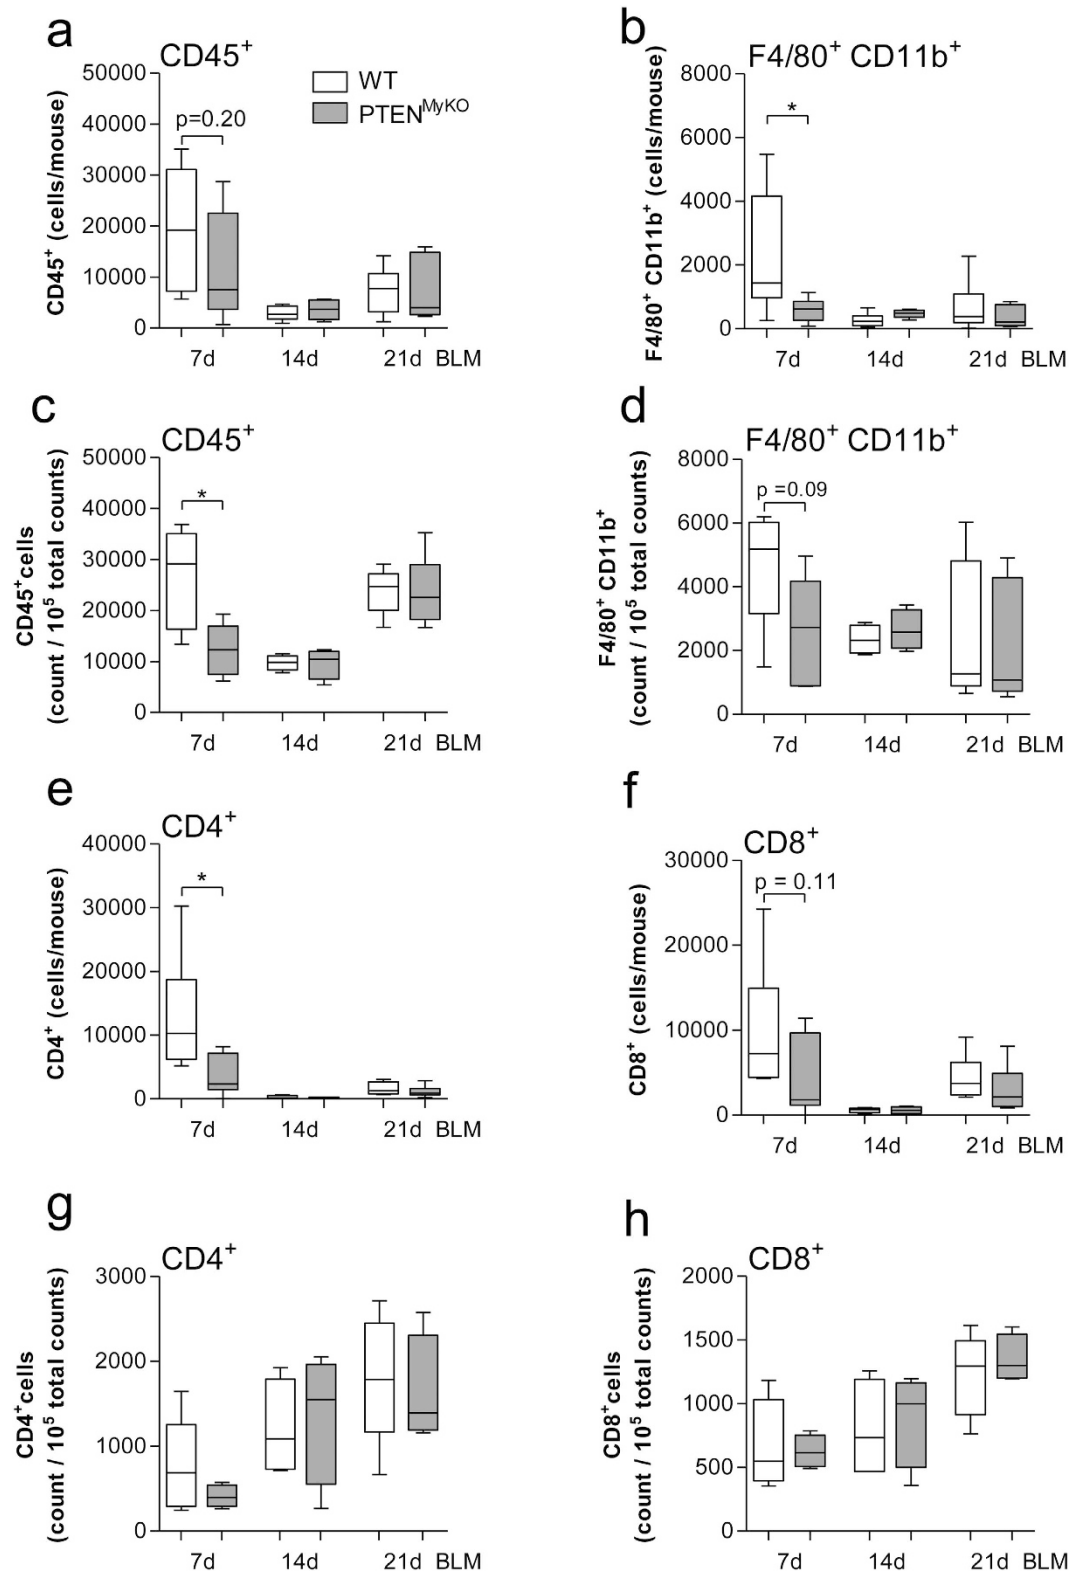 a
CD45⁺
WT
PTENᴹʸᴷᴼ
p=0.20
CD45⁺ (cells/mouse)
50000
40000
30000
20000
10000
0
7d 14d 21d BLM
b
F4/80⁺ CD11b⁺
*
F4/80⁺ CD11b⁺ (cells/mouse)
8000
6000
4000
2000
0
7d 14d 21d BLM
c
CD45⁺
*
CD45⁺cells
(count / 10⁵ total counts)
50000
40000
30000
20000
10000
0
7d 14d 21d BLM
d
F4/80⁺ CD11b⁺
p =0.09
F4/80⁺ CD11b⁺
(count / 10⁵ total counts)
8000
6000
4000
2000
0
7d 14d 21d BLM
e
CD4⁺
*
CD4⁺ (cells/mouse)
40000
30000
20000
10000
0
7d 14d 21d BLM
f
CD8⁺
p = 0.11
CD8⁺ (cells/mouse)
30000
20000
10000
0
7d 14d 21d BLM
g
CD4⁺
CD4⁺cells
(count / 10⁵ total counts)
3000
2000
1000
0
7d 14d 21d BLM
h
CD8⁺
CD8⁺cells
(count / 10⁵ total counts)
2000
1500
1000
500
0
7d 14d 21d BLM